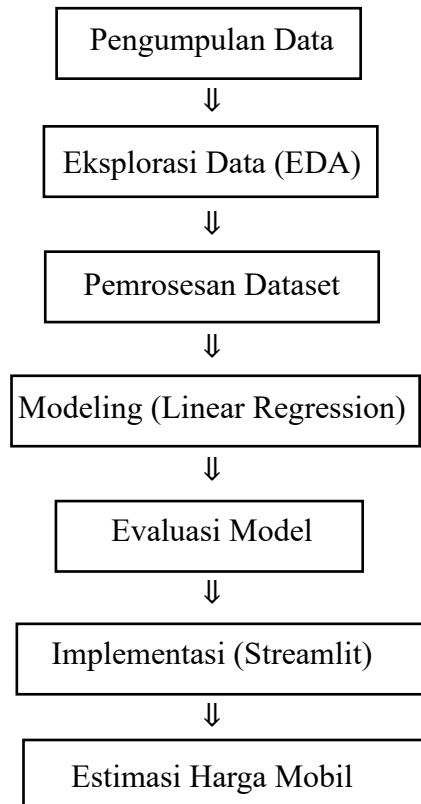 Pengumpulan Data
⇓
Eksplorasi Data (EDA)
⇓
Pemrosesan Dataset
⇓
Modeling (Linear Regression)
⇓
Evaluasi Model
⇓
Implementasi (Streamlit)
⇓
Estimasi Harga Mobil